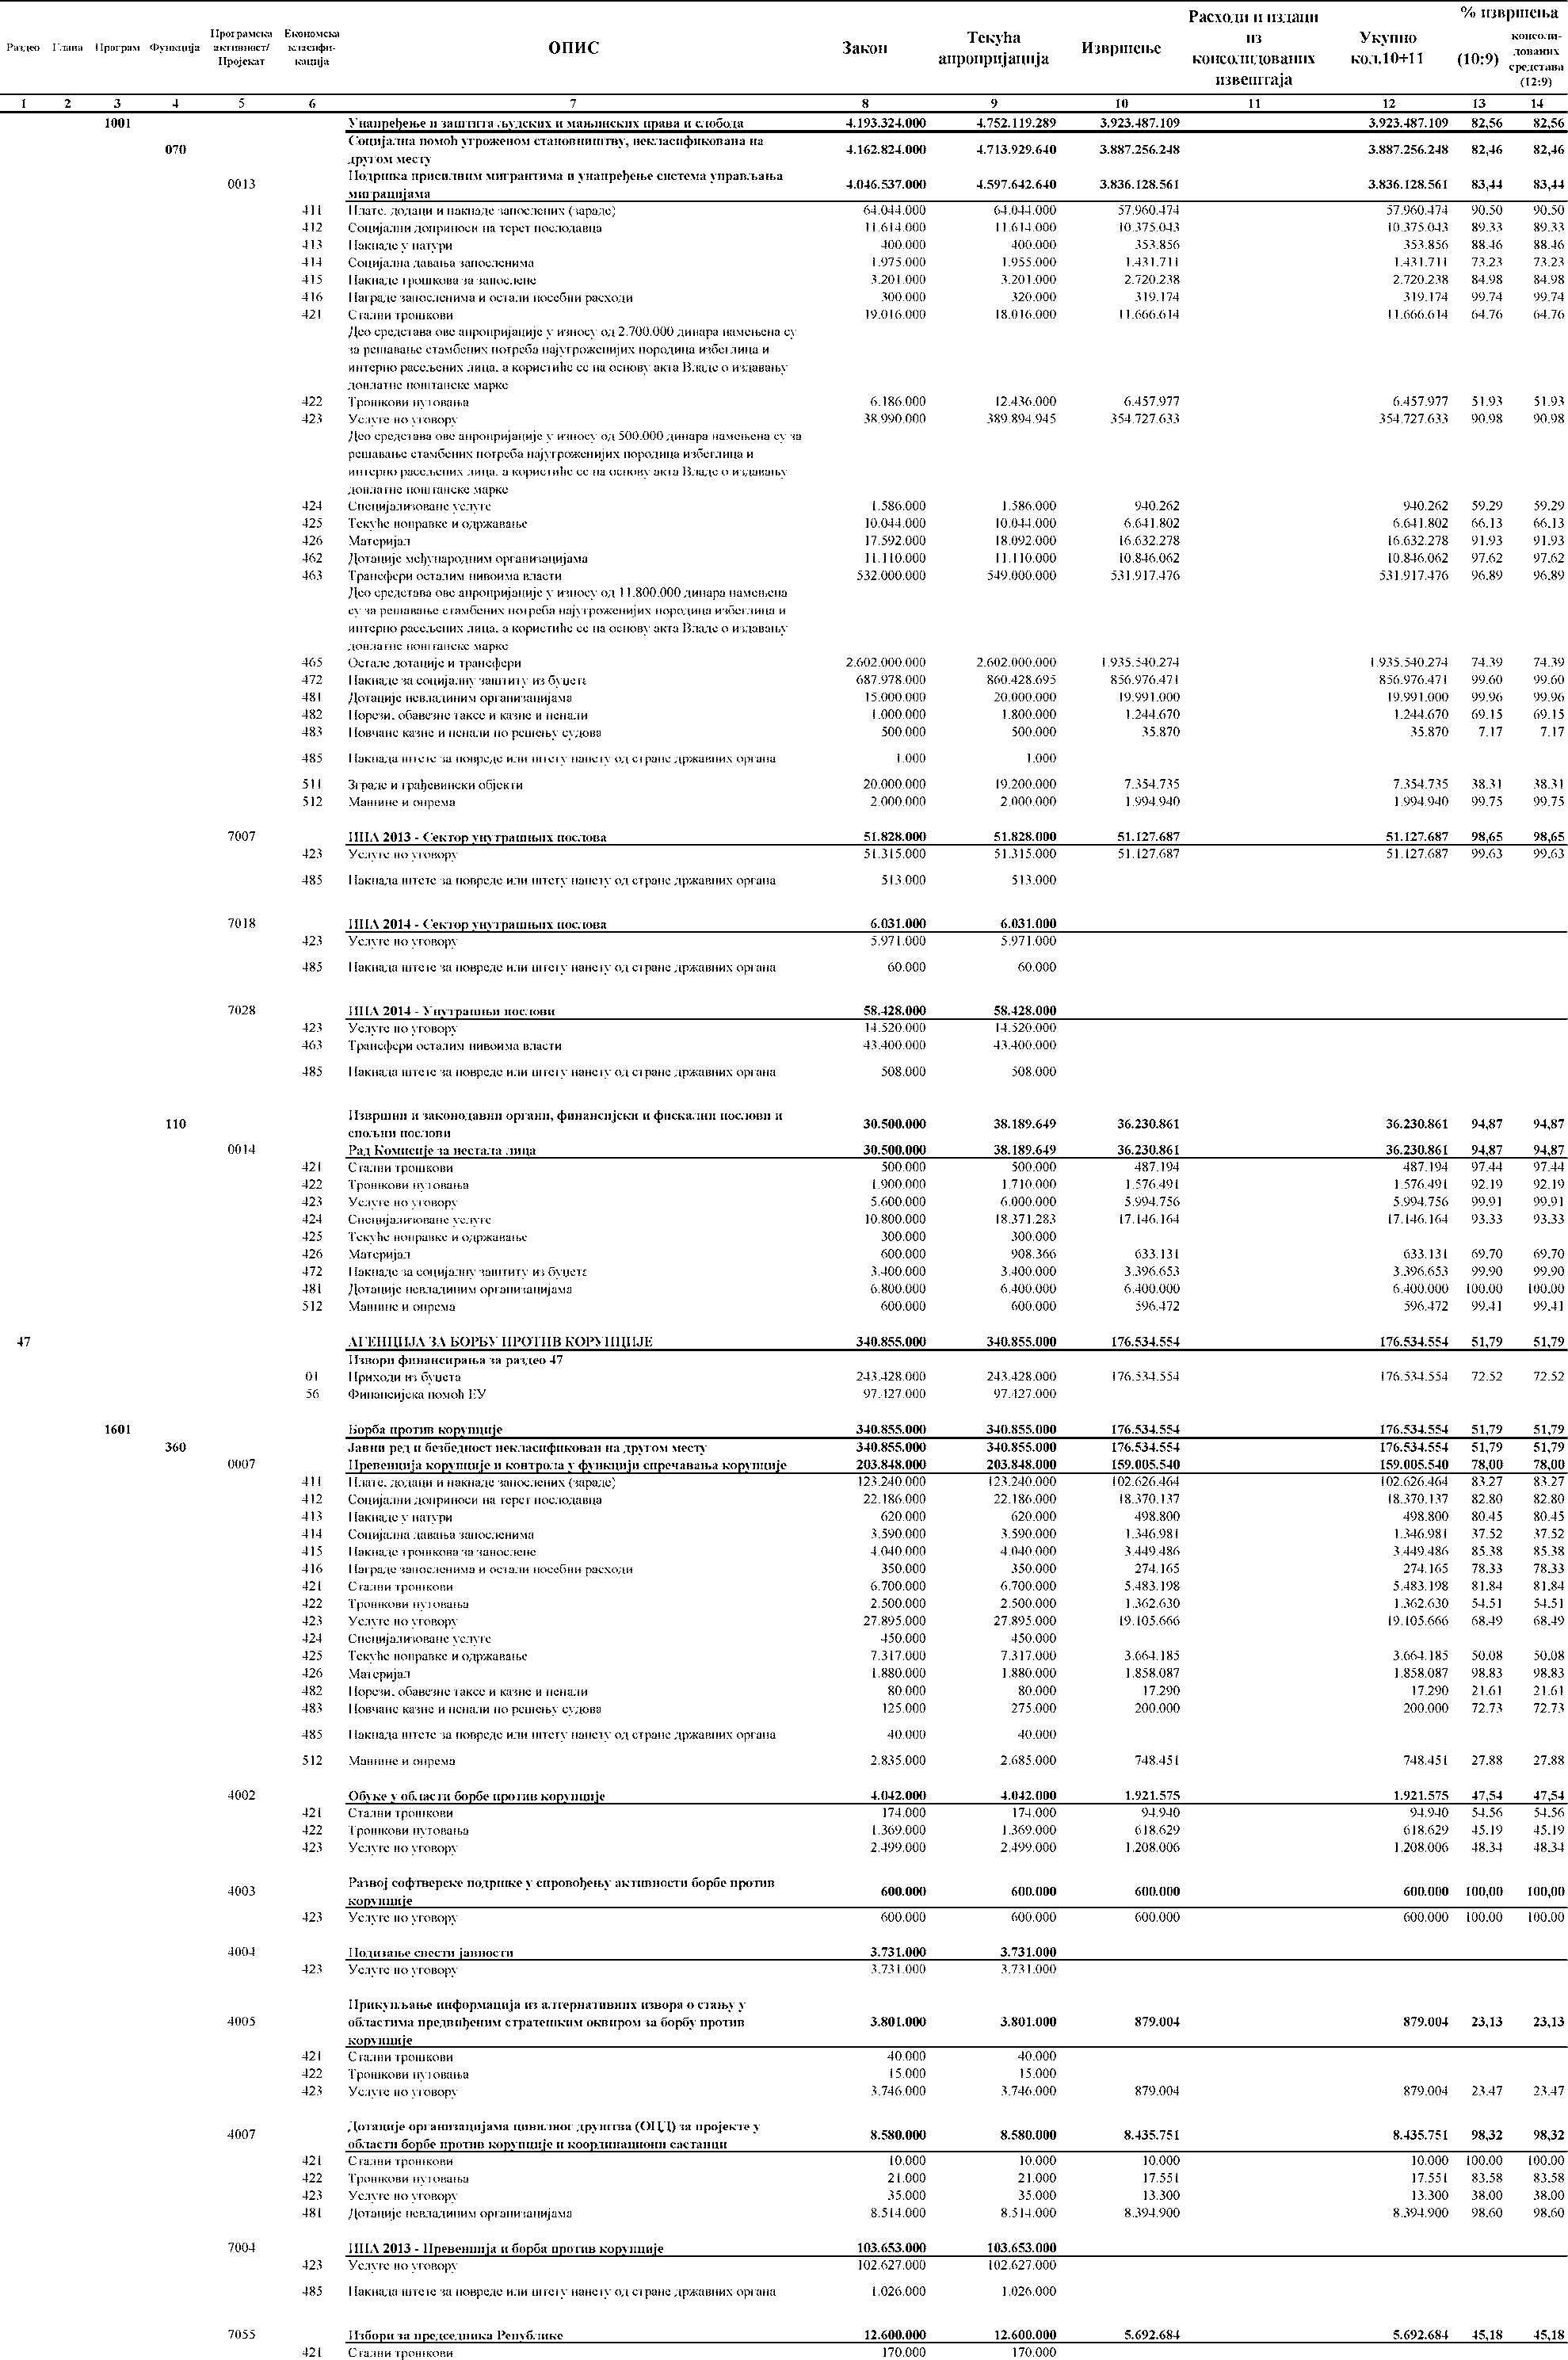 Раздео Глава Програм Функција Програмска активност/ Пројекат Економска класифи- кација ОПИС Закон Текућа апропријација Извршење Расходи и издаци из консолидованих извештаја Укупно кол.10+11 % извршења (10:9) консоли- дованих средстава (12:9)
1 2 3 4 5 6 7 8 9 10 11 12 13 14
1001 Унапређење и заштита људских и мањинских права и слобода 4.193.324.000 4.752.119.289 3.923.487.109 3.923.487.109 82,56 82,56
070 Социјална помоћ угроженом становништву, некласификована на другом месту 4.162.824.000 4.713.929.640 3.887.256.248 3.887.256.248 82,46 82,46
0013 Подршка присилним мигрантима и унапређење система управљања миграцијама 4.046.537.000 4.597.642.640 3.836.128.561 3.836.128.561 83,44 83,44
411 Плате, додаци и накнаде запослених (зараде) 64.044.000 64.044.000 57.960.474 57.960.474 90.50 90.50
412 Социјални доприноси на терет послодавца 11.614.000 11.614.000 10.375.043 10.375.043 89.33 89.33
413 Накнаде у натури 400.000 400.000 353.856 353.856 88.46 88.46
414 Социјална давања запосленима 1.975.000 1.955.000 1.431.711 1.431.711 73.23 73.23
415 Накнаде трошкова за запослене 3.201.000 3.201.000 2.720.238 2.720.238 84.98 84.98
416 Награде запосленима и остали посебни расходи 300.000 320.000 319.174 319.174 99.74 99.74
421 Стални трошкови 19.016.000 18.016.000 11.666.614 11.666.614 64.76 64.76
Део средстава ове апропријације у износу од 2.700.000 динара намењена су
за решавање стамбених потреба најугроженијих породица избеглица и
интерно расељених лица, а користиће се на основу акта Владе о издавању
доплатне поштанске марке
422 Трошкови путовања 6.186.000 12.436.000 6.457.977 6.457.977 51.93 51.93
423 Услуге по уговору 38.990.000 389.894.945 354.727.633 354.727.633 90.98 90.98
Део средстава ове апропријације у износу од 500.000 динара намењена су за
решавање стамбених потреба најугроженијих породица избеглица и
интерно расељених лица, а користиће се на основу акта Владе о издавању
доплатне поштанске марке
424 Специјализоване услуге 1.586.000 1.586.000 940.262 940.262 59.29 59.29
425 Текуће поправке и одржавање 10.044.000 10.044.000 6.641.802 6.641.802 66.13 66.13
426 Материјал 17.592.000 18.092.000 16.632.278 16.632.278 91.93 91.93
462 Дотације међународним организацијама 11.110.000 11.110.000 10.846.062 10.846.062 97.62 97.62
463 Трансфери осталим нивоима власти 532.000.000 549.000.000 531.917.476 531.917.476 96.89 96.89
Део средстава ове апропријације у износу од 11.800.000 динара намењена
су за решавање стамбених потреба најугроженијих породица избеглица и
интерно расељених лица, а користиће се на основу акта Владе о издавању
доплатне поштанске марке
465 Остале дотације и трансфери 2.602.000.000 2.602.000.000 1.935.540.274 1.935.540.274 74.39 74.39
472 Накнаде за социјалну заштиту из буџета 687.978.000 860.428.695 856.976.471 856.976.471 99.60 99.60
481 Дотације невладиним организацијама 15.000.000 20.000.000 19.991.000 19.991.000 99.96 99.96
482 Порези, обавезне таксе и казне и пенали 1.000.000 1.800.000 1.244.670 1.244.670 69.15 69.15
483 Новчане казне и пенали по решењу судова 500.000 500.000 35.870 35.870 7.17 7.17
485 Накнада штете за повреде или штету нанету од стране државних органа 1.000 1.000
511 Зграде и грађевински објекти 20.000.000 19.200.000 7.354.735 7.354.735 38.31 38.31
512 Машине и опрема 2.000.000 2.000.000 1.994.940 1.994.940 99.75 99.75
7007 ИПА 2013 - Сектор унутрашњих послова 51.828.000 51.828.000 51.127.687 51.127.687 98,65 98,65
423 Услуге по уговору 51.315.000 51.315.000 51.127.687 51.127.687 99.63 99.63
485 Накнада штете за повреде или штету нанету од стране државних органа 513.000 513.000
7018 ИПА 2014 - Сектор унутрашњих послова 6.031.000 6.031.000
423 Услуге по уговору 5.971.000 5.971.000
485 Накнада штете за повреде или штету нанету од стране државних органа 60.000 60.000
7028 ИПА 2014 - Унутрашњи послови 58.428.000 58.428.000
423 Услуге по уговору 14.520.000 14.520.000
463 Трансфери осталим нивоима власти 43.400.000 43.400.000
485 Накнада штете за повреде или штету нанету од стране државних органа 508.000 508.000
110 Извршни и законодавни органи, финансијски и фискални послови и спољни послови 30.500.000 38.189.649 36.230.861 36.230.861 94,87 94,87
0014 Рад Комисије за нестала лица 30.500.000 38.189.649 36.230.861 36.230.861 94,87 94,87
421 Стални трошкови 500.000 500.000 487.194 487.194 97.44 97.44
422 Трошкови путовања 1.900.000 1.710.000 1.576.491 1.576.491 92.19 92.19
423 Услуге по уговору 5.600.000 6.000.000 5.994.756 5.994.756 99.91 99.91
424 Специјализоване услуге 10.800.000 18.371.283 17.146.164 17.146.164 93.33 93.33
425 Текуће поправке и одржавање 300.000 300.000
426 Материјал 600.000 908.366 633.131 633.131 69.70 69.70
472 Накнаде за социјалну заштиту из буџета 3.400.000 3.400.000 3.396.653 3.396.653 99.90 99.90
481 Дотације невладиним организацијама 6.800.000 6.400.000 6.400.000 6.400.000 100.00 100.00
512 Машине и опрема 600.000 600.000 596.472 596.472 99.41 99.41
47 АГЕНЦИЈА ЗА БОРБУ ПРОТИВ КОРУПЦИЈЕ 340.855.000 340.855.000 176.534.554 176.534.554 51,79 51,79
Извори финансирања за раздео 47
01 Приходи из буџета 243.428.000 243.428.000 176.534.554 176.534.554 72.52 72.52
56 Финансијска помоћ ЕУ 97.427.000 97.427.000
1601 Борба против корупције 340.855.000 340.855.000 176.534.554 176.534.554 51,79 51,79
360 Јавни ред и безбедност некласификован на другом месту 340.855.000 340.855.000 176.534.554 176.534.554 51,79 51,79
0007 Превенција корупције и контрола у функцији спречавања корупције 203.848.000 203.848.000 159.005.540 159.005.540 78,00 78,00
411 Плате, додаци и накнаде запослених (зараде) 123.240.000 123.240.000 102.626.464 102.626.464 83.27 83.27
412 Социјални доприноси на терет послодавца 22.186.000 22.186.000 18.370.137 18.370.137 82.80 82.80
413 Накнаде у натури 620.000 620.000 498.800 498.800 80.45 80.45
414 Социјална давања запосленима 3.590.000 3.590.000 1.346.981 1.346.981 37.52 37.52
415 Накнаде трошкова за запослене 4.040.000 4.040.000 3.449.486 3.449.486 85.38 85.38
416 Награде запосленима и остали посебни расходи 350.000 350.000 274.165 274.165 78.33 78.33
421 Стални трошкови 6.700.000 6.700.000 5.483.198 5.483.198 81.84 81.84
422 Трошкови путовања 2.500.000 2.500.000 1.362.630 1.362.630 54.51 54.51
423 Услуге по уговору 27.895.000 27.895.000 19.105.666 19.105.666 68.49 68.49
424 Специјализоване услуге 450.000 450.000
425 Текуће поправке и одржавање 7.317.000 7.317.000 3.664.185 3.664.185 50.08 50.08
426 Материјал 1.880.000 1.880.000 1.858.087 1.858.087 98.83 98.83
482 Порези, обавезне таксе и казне и пенали 80.000 80.000 17.290 17.290 21.61 21.61
483 Новчане казне и пенали по решењу судова 125.000 275.000 200.000 200.000 72.73 72.73
485 Накнада штете за повреде или штету нанету од стране државних органа 40.000 40.000
512 Машине и опрема 2.835.000 2.685.000 748.451 748.451 27.88 27.88
4002 Обуке у области борбе против корупције 4.042.000 4.042.000 1.921.575 1.921.575 47,54 47,54
421 Стални трошкови 174.000 174.000 94.940 94.940 54.56 54.56
422 Трошкови путовања 1.369.000 1.369.000 618.629 618.629 45.19 45.19
423 Услуге по уговору 2.499.000 2.499.000 1.208.006 1.208.006 48.34 48.34
4003 Развој софтверске подршке у спровођењу активности борбе против корупције 600.000 600.000 600.000 600.000 100,00 100,00
423 Услуге по уговору 600.000 600.000 600.000 600.000 100.00 100.00
4004 Подизање свести јавности 3.731.000 3.731.000
423 Услуге по уговору 3.731.000 3.731.000
4005 Прикупљање информација из алтернативних извора о стању у областима предвиђеним стратешким оквиром за борбу против корупције 3.801.000 3.801.000 879.004 879.004 23,13 23,13
421 Стални трошкови 40.000 40.000
422 Трошкови путовања 15.000 15.000
423 Услуге по уговору 3.746.000 3.746.000 879.004 879.004 23.47 23.47
4007 Дотације организацијама цивилног друштва (ОЦД) за пројекте у области борбе против корупције и координациони састанци 8.580.000 8.580.000 8.435.751 8.435.751 98,32 98,32
421 Стални трошкови 10.000 10.000 10.000 10.000 100.00 100.00
422 Трошкови путовања 21.000 21.000 17.551 17.551 83.58 83.58
423 Услуге по уговору 35.000 35.000 13.300 13.300 38.00 38.00
481 Дотације невладиним организацијама 8.514.000 8.514.000 8.394.900 8.394.900 98.60 98.60
7004 ИПА 2013 - Превенција и борба против корупције 103.653.000 103.653.000
423 Услуге по уговору 102.627.000 102.627.000
485 Накнада штете за повреде или штету нанету од стране државних органа 1.026.000 1.026.000
7055 Избори за председника Републике 12.600.000 12.600.000 5.692.684 5.692.684 45,18 45,18
421 Стални трошкови 170.000 170.000